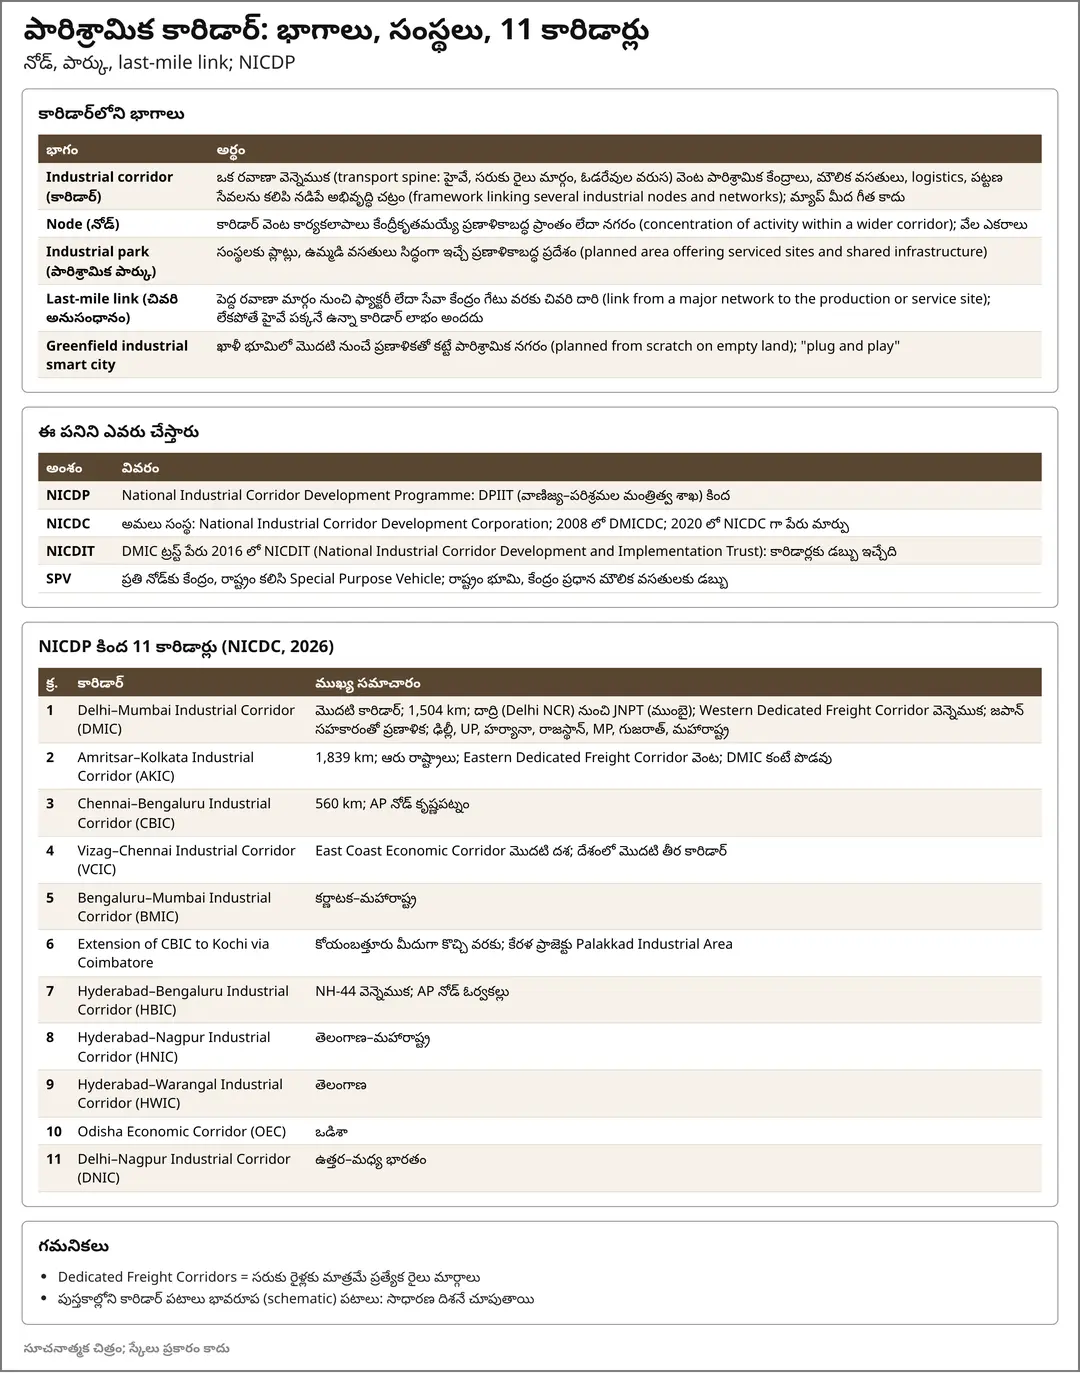 పారిశ్రామిక కారిడార్: భాగాలు, సంస్థలు, 11 కారిడార్లు
నోడ్, పార్కు, last-mile link; NICDP
కారిడార్‌లోని భాగాలు
భాగం అర్థం
Industrial corridor ఒక రవాణా వెన్నెముక (transport spine: హైవే, సరుకు రైలు మార్గం, ఓడరేవుల వరుస) వెంట పారిశ్రామిక కేంద్రాలు, మౌలిక వసతులు, logistics, పట్టణ
(కారిడార్) సేవలను కలిపి నడిపే అభివృద్ధి చట్రం (framework linking several industrial nodes and networks); మ్యాప్ మీద గీత కాదు
Node (నోడ్) కారిడార్ వెంట కార్యకలాపాలు కేంద్రీకృతమయ్యే ప్రణాళికాబద్ధ ప్రాంతం లేదా నగరం (concentration of activity within a wider corridor); వేల ఎకరాలు
Industrial park సంస్థలకు ప్లాట్లు, ఉమ్మడి వసతులు సిద్ధంగా ఇచ్చే ప్రణాళికాబద్ధ ప్రదేశం (planned area offering serviced sites and shared infrastructure)
(పారిశ్రామిక పార్కు)
Last-mile link (చివరి పెద్ద రవాణా మార్గం నుంచి ఫ్యాక్టరీ లేదా సేవా కేంద్రం గేటు వరకు చివరి దారి (link from a major network to the production or service site);
అనుసంధానం) లేకపోతే హైవే పక్కనే ఉన్నా కారిడార్ లాభం అందదు
Greenfield industrial ఖాళీ భూమిలో మొదటి నుంచే ప్రణాళికతో కట్టే పారిశ్రామిక నగరం (planned from scratch on empty land); "plug and play"
smart city
ఈ పనిని ఎవరు చేస్తారు
అంశం వివరం
NICDP National Industrial Corridor Development Programme: DPIIT (వాణిజ్య–పరిశ్రమల మంత్రిత్వ శాఖ) కింద
NICDC అమలు సంస్థ: National Industrial Corridor Development Corporation; 2008 లో DMICDC; 2020 లో NICDC గా పేరు మార్పు
NICDIT DMIC ట్రస్ట్ పేరు 2016 లో NICDIT (National Industrial Corridor Development and Implementation Trust): కారిడార్లకు డబ్బు ఇచ్చేది
SPV ప్రతి నోడ్‌కు కేంద్రం, రాష్ట్రం కలిసి Special Purpose Vehicle; రాష్ట్రం భూమి, కేంద్రం ప్రధాన మౌలిక వసతులకు డబ్బు
NICDP కింద 11 కారిడార్లు (NICDC, 2026)
క్ర. కారిడార్ ముఖ్య సమాచారం
1 Delhi–Mumbai Industrial Corridor మొదటి కారిడార్; 1,504 km; దాద్రి (Delhi NCR) నుంచి JNPT (ముంబై); Western Dedicated Freight Corridor వెన్నెముక; జపాన్
(DMIC) సహకారంతో ప్రణాళిక; ఢిల్లీ, UP, హర్యానా, రాజస్థాన్, MP, గుజరాత్, మహారాష్ట్ర
2 Amritsar–Kolkata Industrial 1,839 km; ఆరు రాష్ట్రాలు; Eastern Dedicated Freight Corridor వెంట; DMIC కంటే పొడవు
Corridor (AKIC)
3 Chennai–Bengaluru Industrial 560 km; AP నోడ్ కృష్ణపట్నం
Corridor (CBIC)
4 Vizag–Chennai Industrial Corridor East Coast Economic Corridor మొదటి దశ; దేశంలో మొదటి తీర కారిడార్
(VCIC)
5 Bengaluru–Mumbai Industrial కర్ణాటక–మహారాష్ట్ర
Corridor (BMIC)
6 Extension of CBIC to Kochi via కోయంబత్తూరు మీదుగా కొచ్చి వరకు; కేరళ ప్రాజెక్టు Palakkad Industrial Area
Coimbatore
7 Hyderabad–Bengaluru Industrial NH-44 వెన్నెముక; AP నోడ్ ఓర్వకల్లు
Corridor (HBIC)
8 Hyderabad–Nagpur Industrial తెలంగాణ–మహారాష్ట్ర
Corridor (HNIC)
9 Hyderabad–Warangal Industrial తెలంగాణ
Corridor (HWIC)
10 Odisha Economic Corridor (OEC) ఒడిశా
11 Delhi–Nagpur Industrial Corridor ఉత్తర–మధ్య భారతం
(DNIC)
గమనికలు
• Dedicated Freight Corridors = సరుకు రైళ్లకు మాత్రమే ప్రత్యేక రైలు మార్గాలు
• పుస్తకాల్లోని కారిడార్ పటాలు భావరూప (schematic) పటాలు: సాధారణ దిశనే చూపుతాయి
సూచనాత్మక చిత్రం; స్కేలు ప్రకారం కాదు